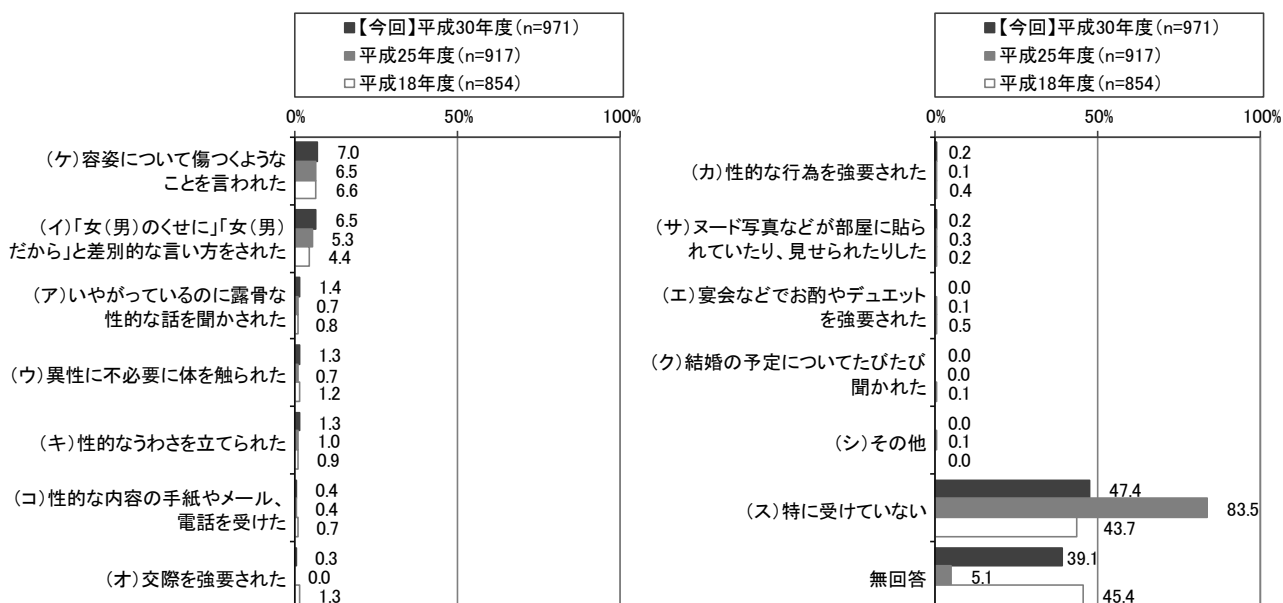 ■【今回】平成30年度(n=971)
■平成25年度(n=917)
□平成18年度(n=854)
0%
50%
100%
(ケ)容姿について傷つくような
ことを言われた
7.0
6.5
6.6
(イ)「女(男)のくせに」「女(男)
だから」と差別的な言い方をされた
6.5
5.3
4.4
(ア)いやがっているのに露骨な
性的な話を聞かされた
1.4
0.7
0.8
(ウ)異性に不必要に体を触られた
1.3
0.7
1.2
(キ)性的なうわさを立てられた
1.3
1.0
0.9
(コ)性的な内容の手紙やメール、
電話を受けた
0.4
0.4
0.7
(オ)交際を強要された
0.3
0.0
1.3
■【今回】平成30年度(n=971)
■平成25年度(n=917)
□平成18年度(n=854)
0%
50%
100%
(カ)性的な行為を強要された
0.2
0.1
0.4
(サ)ヌード写真などが部屋に貼ら
れていたり、見せられたりした
0.2
0.3
0.2
(エ)宴会などでお酌やデュエット
を強要された
0.0
0.1
0.5
(ク)結婚の予定についてたびたび
聞かれた
0.0
0.0
0.1
(シ)その他
0.0
0.1
0.0
(ス)特に受けていない
47.4
83.5
43.7
無回答
39.1
5.1
45.4